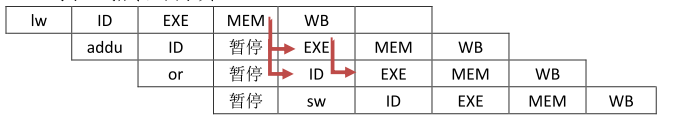 lw ID EXE MEM WB
addu ID 暂停 EXE MEM WB
or 暂停 ID EXE MEM WB
暂停 sw ID EXE MEM WB